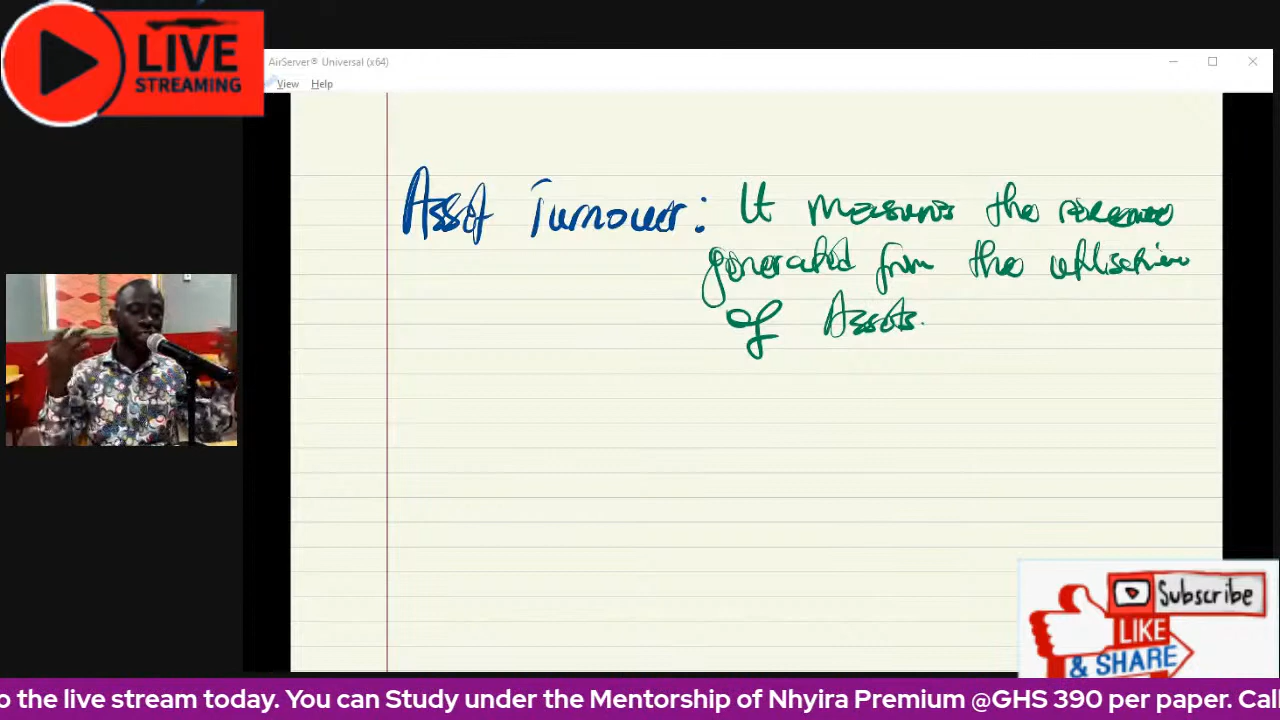 LIVE
STREAMING
AirServer® Universal (x64)
View Help
Asset Turnover: It measures the revenue
generated from the utilisation
of Assets.
Subscribe
LIKE
& SHARE
o the live stream today. You can Study under the Mentorship of Nhyira Premium @GHS 390 per paper. Cal